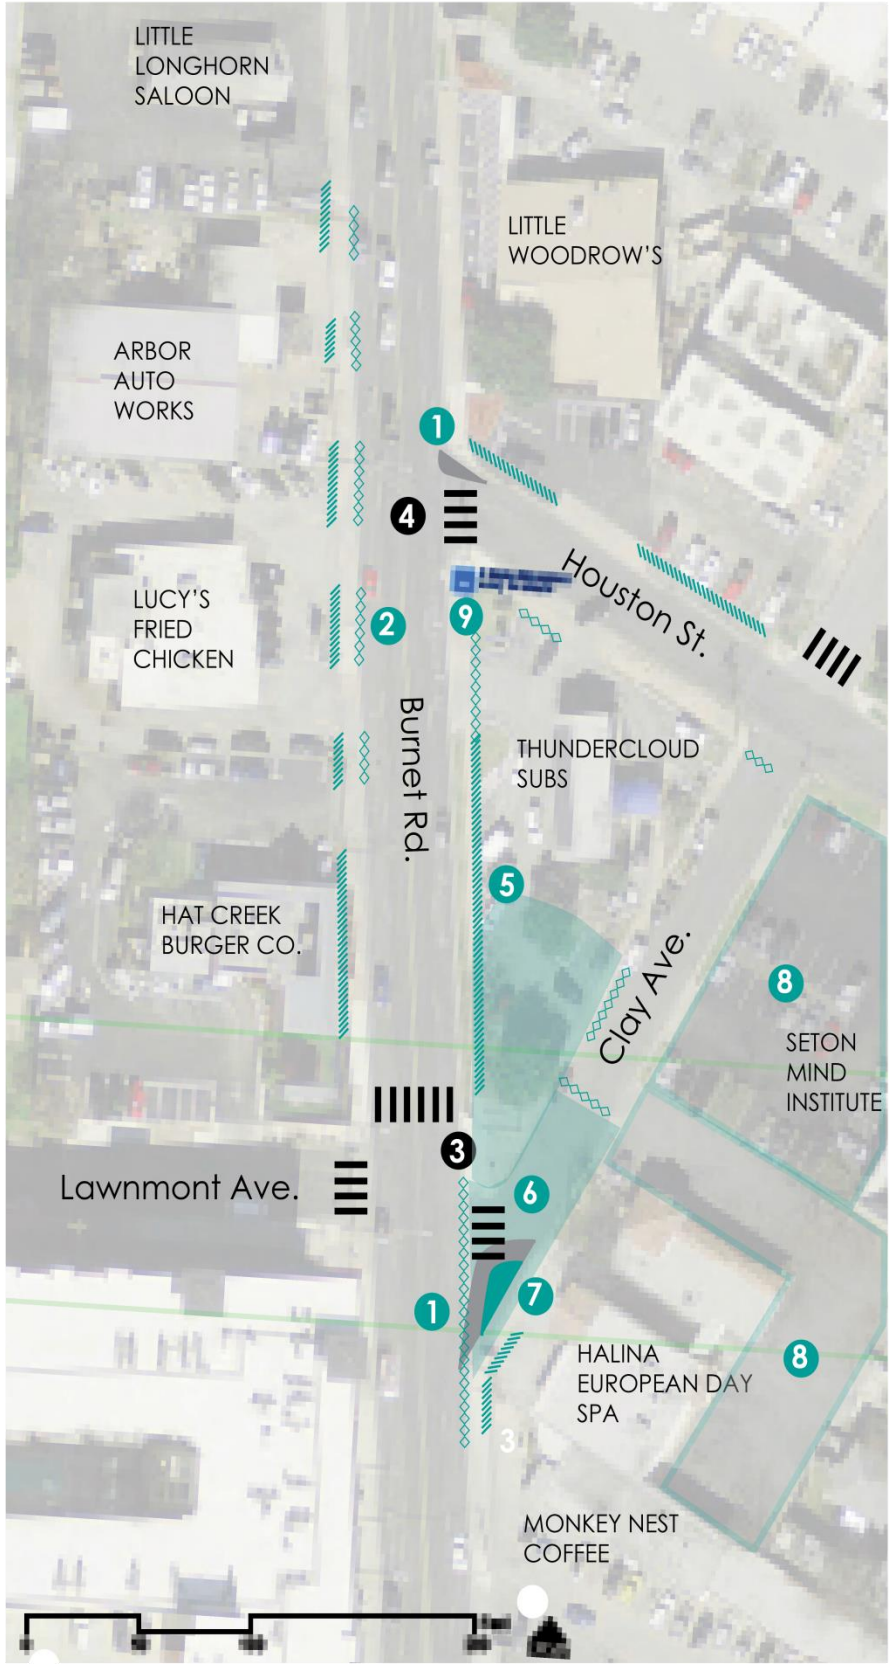 LITTLE
LONGHORN
SALOON
LITTLE
WOODROW'S
ARBOR
AUTO
WORKS
1
4
Houston St.
LUCY'S
FRIED
CHICKEN
2
9
Burnet Rd.
THUNDERCLOUD
SUBS
5
HAT CREEK
BURGER CO.
Clay Ave.
8
SETON
MIND
INSTITUTE
3
Lawnmont Ave.
6
7
1
HALINA
EUROPEAN DAY
SPA
8
3
MONKEY NEST
COFFEE